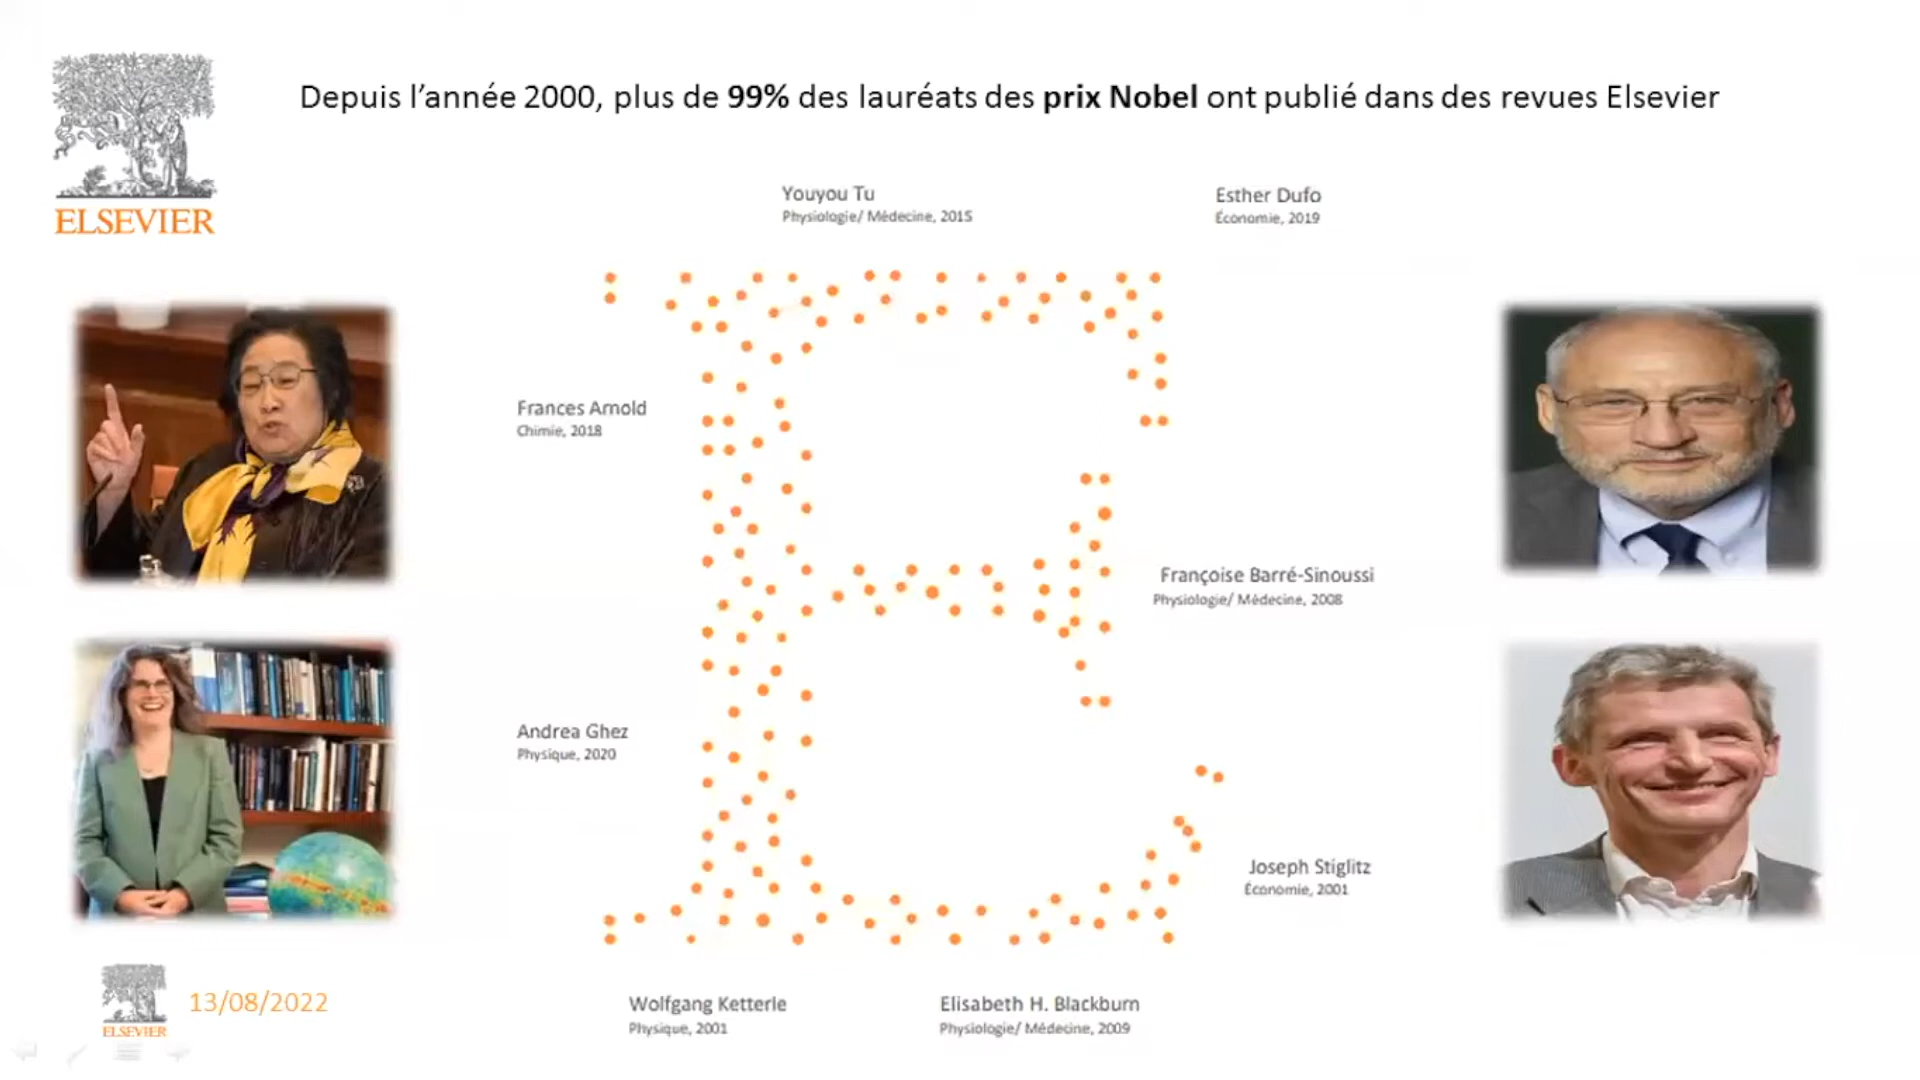 Depuis l'année 2000, plus de 99% des lauréats des prix Nobel ont publié dans des revues Elsevier
ELSEVIER
Youyou Tu
Physiologie/ Médecine, 2015
Esther Dufo
Économie, 2019
Frances Arnold
Chimie, 2018
Françoise Barré-Sinoussi
Physiologie/ Médecine, 2008
Andrea Ghez
Physique, 2020
Joseph Stiglitz
Économie, 2001
ELSEVIER
13/08/2022
Wolfgang Ketterle
Physique, 2001
Elisabeth H. Blackburn
Physiologie/ Médecine, 2009